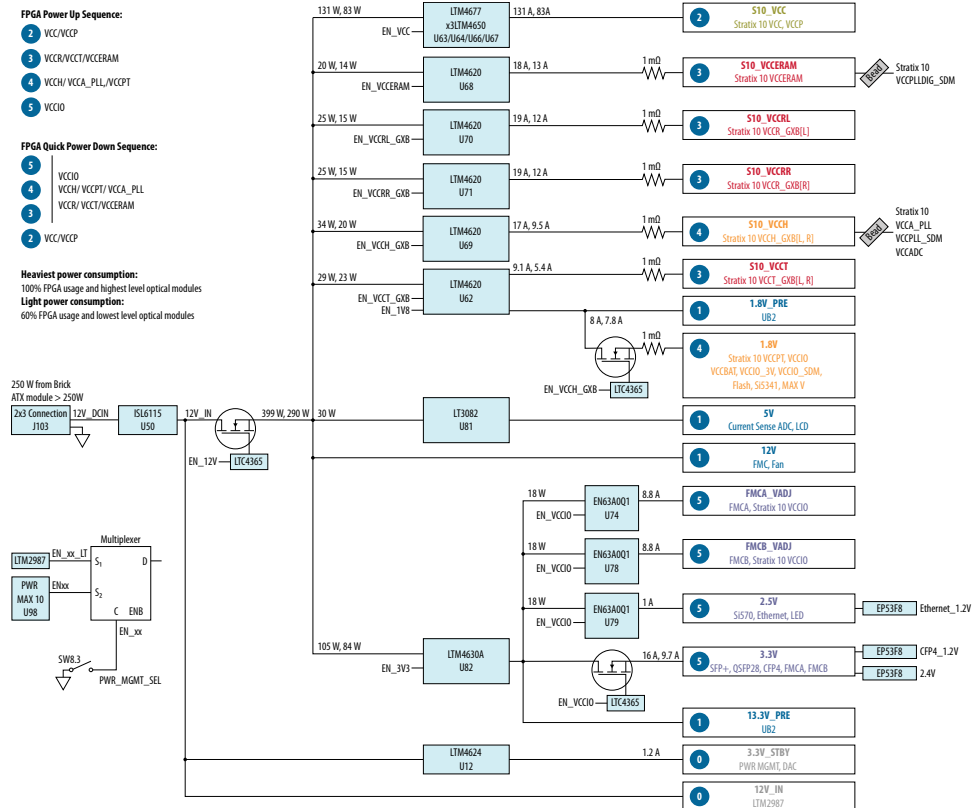 FPGA Power Up Sequence:
2 VCC/VCCP
3 VCCR/VCCT/VCCERAM
4 VCCH/ VCCA_PLL,/VCCPT
5 VCCIO
FPGA Quick Power Down Sequence:
5 VCCIO
4 VCCH/ VCCPT/ VCCA_PLL
3 VCCR/ VCCT/VCCERAM
2 VCC/VCCP
Heaviest power consumption:
100% FPGA usage and highest level optical modules
Light power consumption:
60% FPGA usage and lowest level optical modules
250 W from Brick
ATX module > 250W
2x3 Connection
J103
12V_DCIN
ISL6115
U50
12V_IN
EN_12V
LTC4365
399 W, 290 W
Multiplexer
LTM2987
EN_xx_LT
S1
D
PWR
MAX 10
U98
ENxx
S2
C ENB
EN_xx
SW8.3
PWR_MGMT_SEL
131 W, 83 W
EN_VCC
LTM4677
x3LTM4650
U63/U64/U66/U67
131 A, 83A
2
S10_VCC
Stratix 10 VCC, VCCP
20 W, 14 W
EN_VCCERAM
LTM4620
U68
18 A, 13 A
1 mΩ
3
S10_VCCERAM
Stratix 10 VCCERAM
Bead
Stratix 10
VCCPLLDIG_SDM
25 W, 15 W
EN_VCCRL_GXB
LTM4620
U70
19 A, 12 A
1 mΩ
3
S10_VCCRL
Stratix 10 VCCR_GXB[L]
25 W, 15 W
EN_VCCRR_GXB
LTM4620
U71
19 A, 12 A
1 mΩ
3
S10_VCCRR
Stratix 10 VCCR_GXB[R]
34 W, 20 W
EN_VCCH_GXB
LTM4620
U69
17 A, 9.5 A
1 mΩ
4
S10_VCCH
Stratix 10 VCCH_GXB[L, R]
Bead
Stratix 10
VCCA_PLL
VCCPLL_SDM
VCCADC
29 W, 23 W
EN_VCCT_GXB
EN_1V8
LTM4620
U62
9.1 A, 5.4 A
1 mΩ
3
S10_VCCT
Stratix 10 VCCT_GXB[L, R]
1
1.8V_PRE
UB2
8 A, 7.8 A
1 mΩ
EN_VCCH_GXB
LTC4365
4
1.8V
Stratix 10 VCCPT, VCCIO
VCCBAT, VCCIO_3V, VCCIO_SDM,
Flash, Si5341, MAX V
30 W
LT3082
U81
1
5V
Current Sense ADC, LCD
1
12V
FMC, Fan
18 W
EN_VCCIO
EN63A0Q1
U74
8.8 A
5
FMCA_VADJ
FMCA, Stratix 10 VCCIO
18 W
EN_VCCIO
EN63A0Q1
U78
8.8 A
5
FMCB_VADJ
FMCB, Stratix 10 VCCIO
18 W
EN_VCCIO
EN63A0Q1
U79
1 A
5
2.5V
Si570, Ethernet, LED
EP53F8
Ethernet_1.2V
105 W, 84 W
EN_3V3
LTM4630A
U82
EN_VCCIO
LTC4365
16 A, 9.7 A
5
3.3V
SFP+, QSFP28, CFP4, FMCA, FMCB
EP53F8
CFP4_1.2V
EP53F8
2.4V
1
13.3V_PRE
UB2
LTM4624
U12
1.2 A
0
3.3V_STBY
PWR MGMT, DAC
0
12V_IN
LTM2987